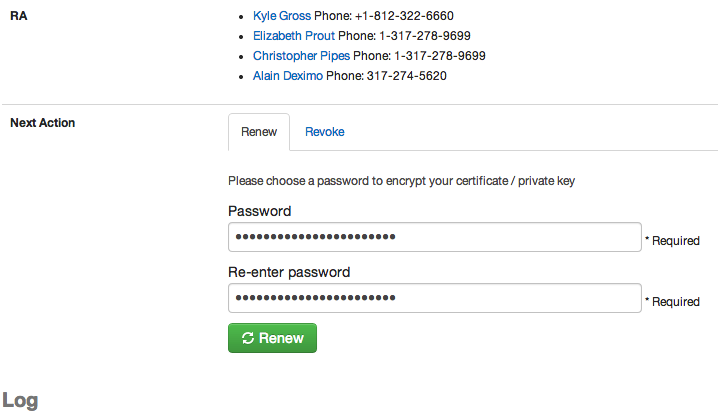 RA
Kyle Gross Phone: +1-812-322-6660
Elizabeth Prout Phone: 1-317-278-9699
Christopher Pipes Phone: 1-317-278-9699
Alain Deximo Phone: 317-274-5620
Next Action
Renew Revoke
Please choose a password to encrypt your certificate / private key
Password
••••••••••••••••••••••• * Required
Re-enter password
••••••••••••••••••••••• * Required
Renew
Log